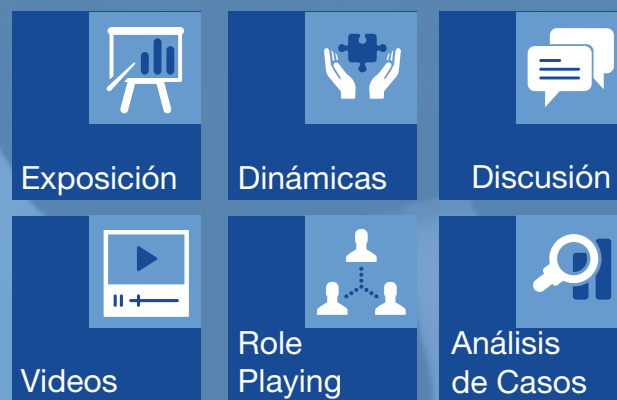 Exposición
Dinámicas
Discusión
Videos
Role
Playing
Análisis
de Casos